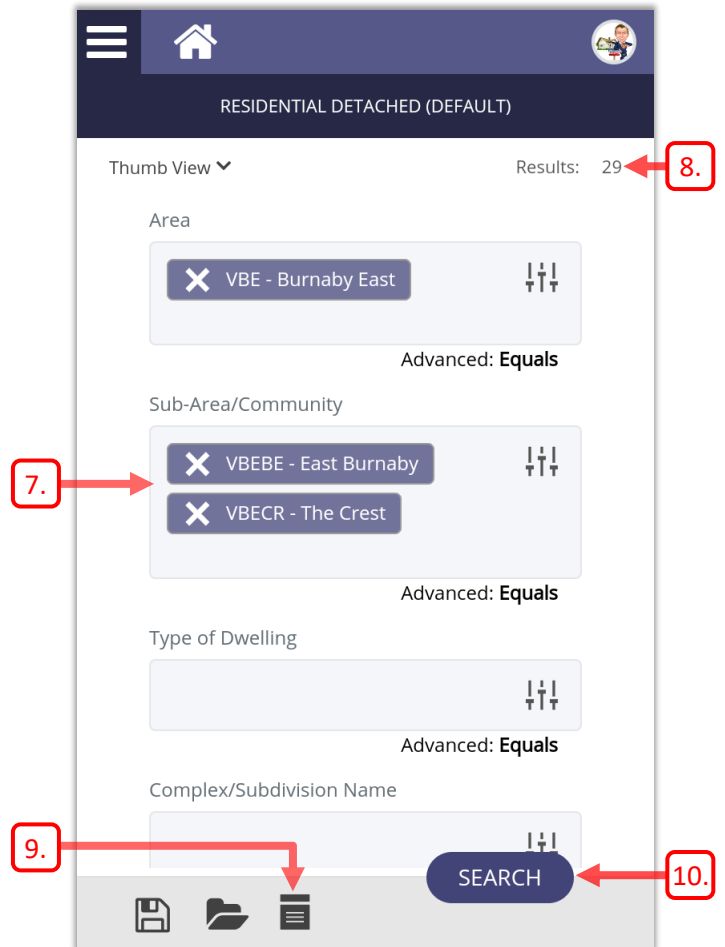 RESIDENTIAL DETACHED (DEFAULT)
Thumb View Results: 29 8.
Area
VBE - Burnaby East
Advanced: Equals
Sub-Area/Community
VBEBE - East Burnaby
7.
VBECR - The Crest
Advanced: Equals
Type of Dwelling
Advanced: Equals
Complex/Subdivision Name
9.
SEARCH 10.